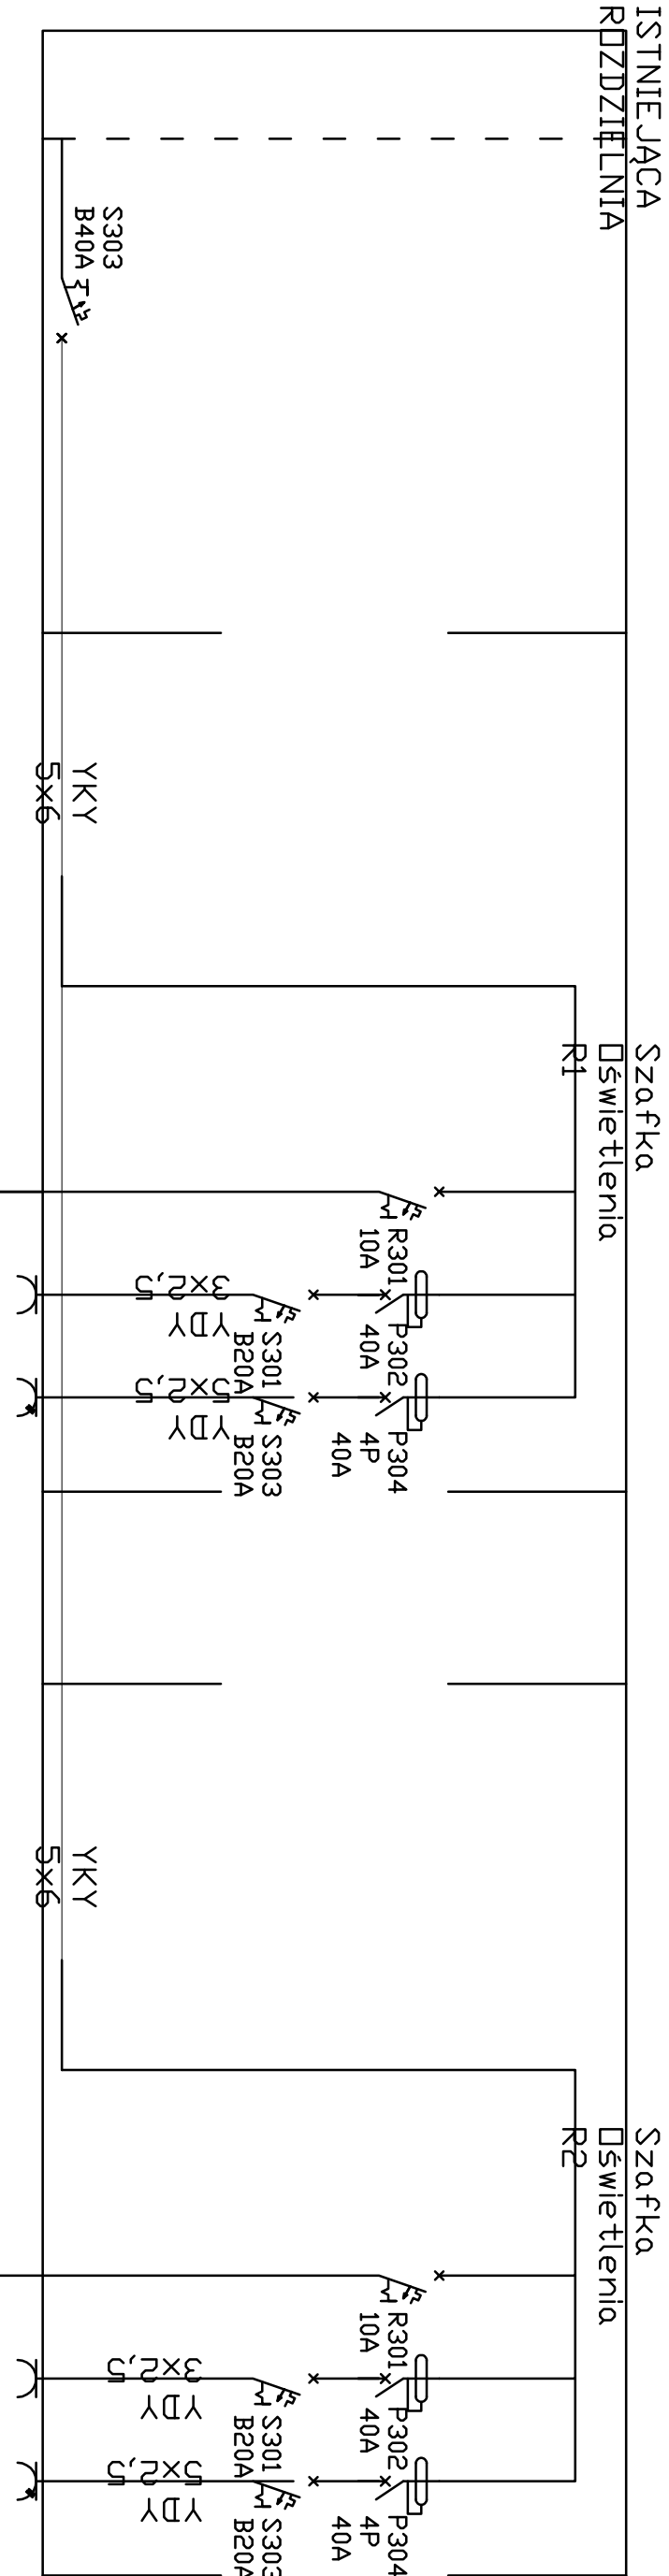 ISTNIEJĄCA
ROZDZIELNIA
S303
B40A
YKY
5x6
Szafka
Oświetlenia
R1
R301
10A
P302
40A
S301
B20A
YDY
3x2,5
P304
4P
40A
S303
B20A
YDY
5x2,5
YKY
5x6
Szafka
Oświetlenia
R2
R301
10A
P302
40A
S301
B20A
YDY
3x2,5
P304
4P
40A
S303
B20A
YDY
5x2,5